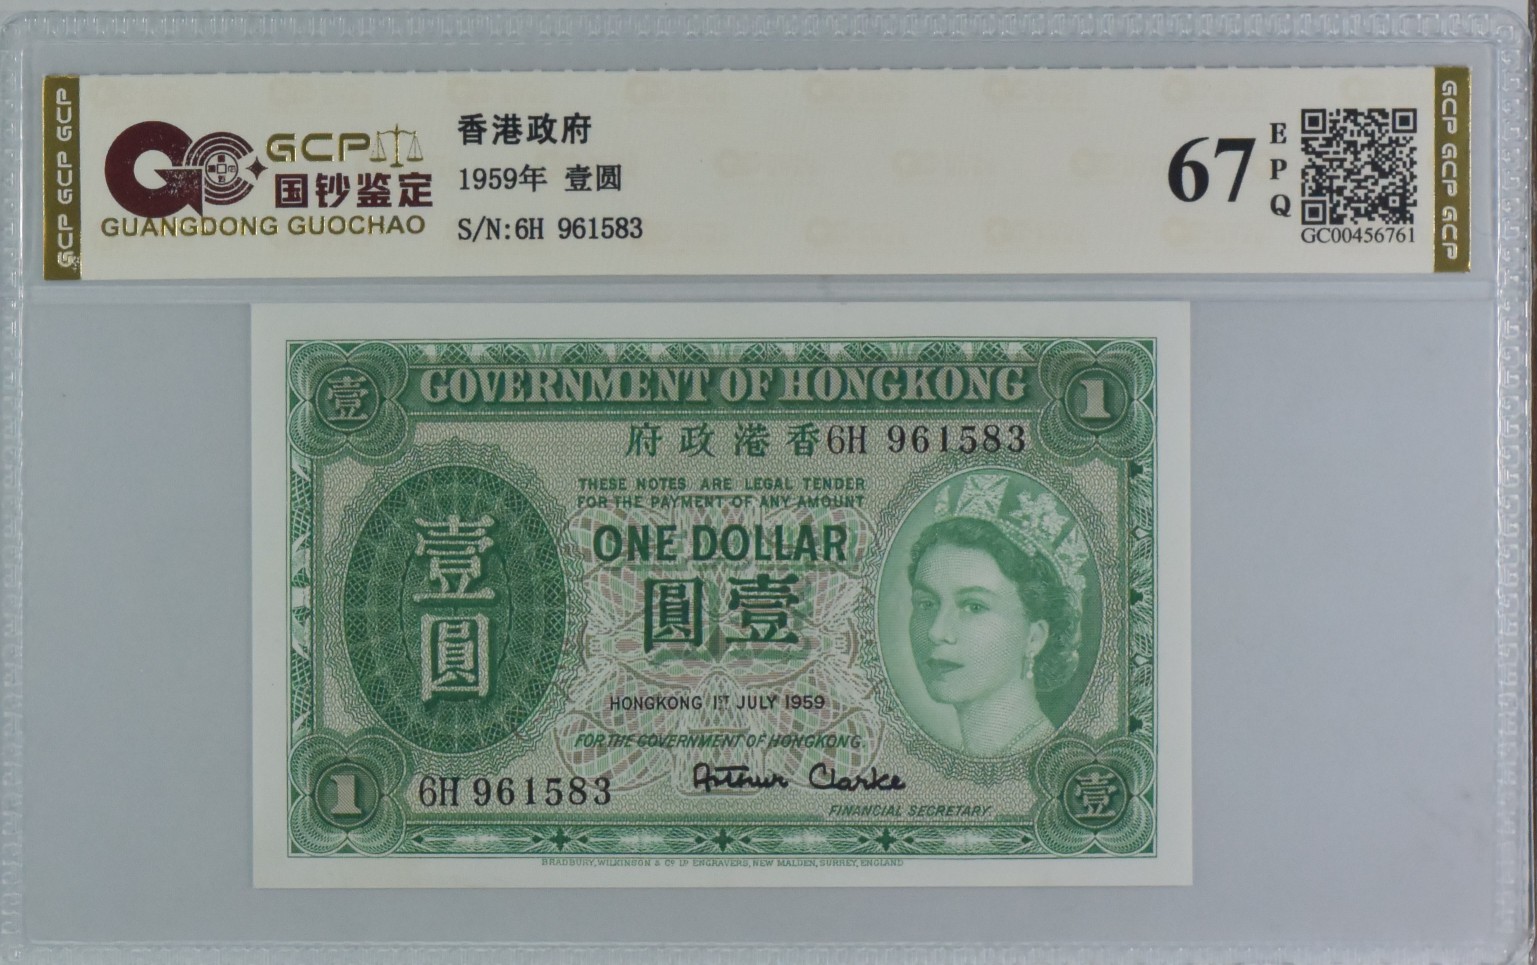 GCP GCP GCP
GCP
国钞鉴定
GUANGDONG GUOCHAO
香港政府
1959年 壹圆
S/N:6H 961583
67
EPQ
GC00456761
GCP GCP GCP
壹
GOVERNMENT OF HONGKONG
1
府政港香
6H 961583
THESE NOTES ARE LEGAL TENDER
FOR THE PAYMENT OF ANY AMOUNT
壹圓
ONE DOLLAR
圓壹
HONGKONG 1ST JULY 1959
FOR THE GOVERNMENT OF HONGKONG.
1
6H 961583
Arthur Clarke
FINANCIAL SECRETARY.
壹
BRADBURY, WILKINSON & Cº Lᴰ ENGRAVERS, NEW MALDEN, SURREY, ENGLAND